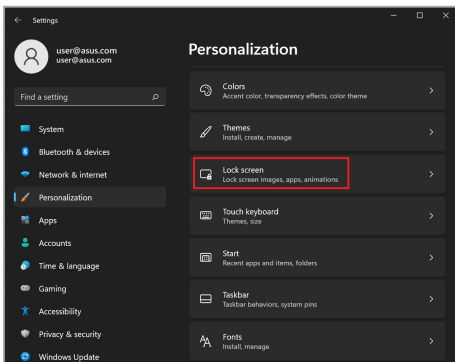 Settings
user@asus.com
user@asus.com
Find a setting
System
Bluetooth & devices
Network & internet
Personalization
Apps
Accounts
Time & language
Gaming
Accessibility
Privacy & security
Windows Update
Personalization
Colors
Accent color, transparency effects, color theme
Themes
Install, create, manage
Lock screen
Lock screen images, apps, animations
Touch keyboard
Themes, size
Start
Recent apps and items, folders
Taskbar
Taskbar behaviors, system pins
Fonts
Install, manage